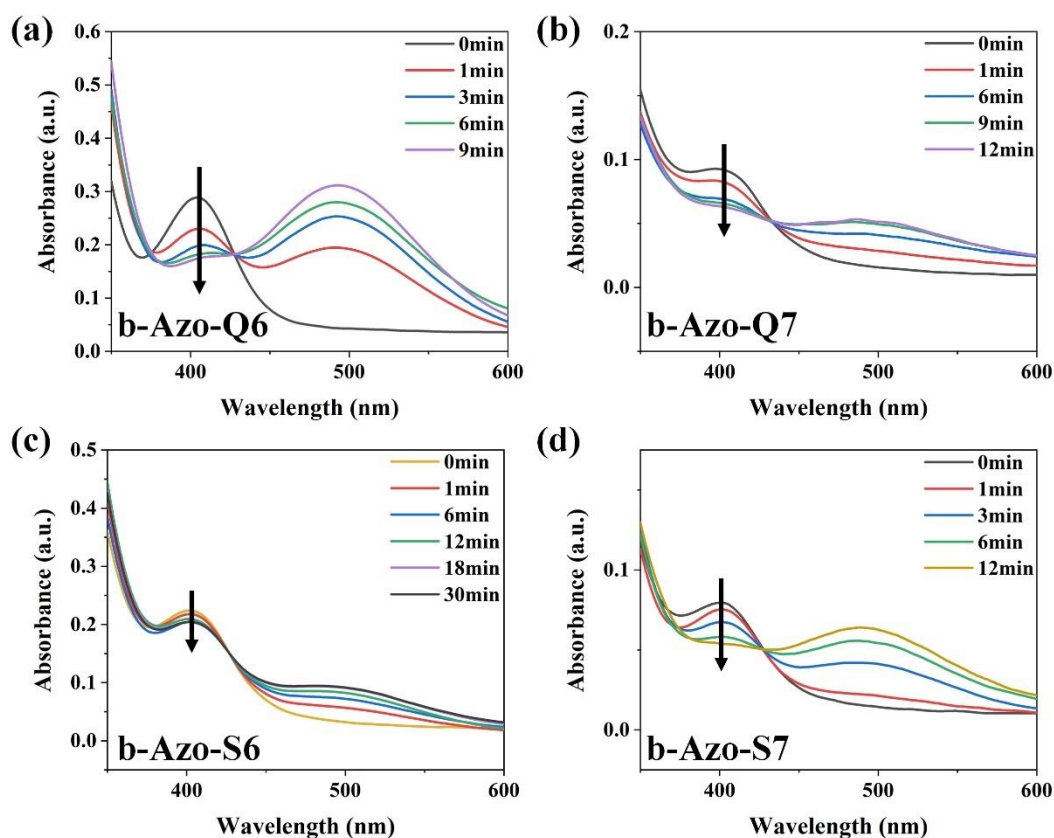 (a)
0.6
0.5
0.4
0.3
0.2
0.1
0.0
Absorbance (a.u.)
0min
1min
3min
6min
9min
b-Azo-Q6
400
500
600
Wavelength (nm)
(b)
0.2
0.1
0.0
Absorbance (a.u.)
0min
1min
6min
9min
12min
b-Azo-Q7
400
500
600
Wavelength (nm)
(c)
0.5
0.4
0.3
0.2
0.1
0.0
Absorbance (a.u.)
0min
1min
6min
12min
18min
30min
b-Azo-S6
400
500
600
Wavelength (nm)
(d)
0.1
0.0
Absorbance (a.u.)
0min
1min
3min
6min
12min
b-Azo-S7
400
500
600
Wavelength (nm)